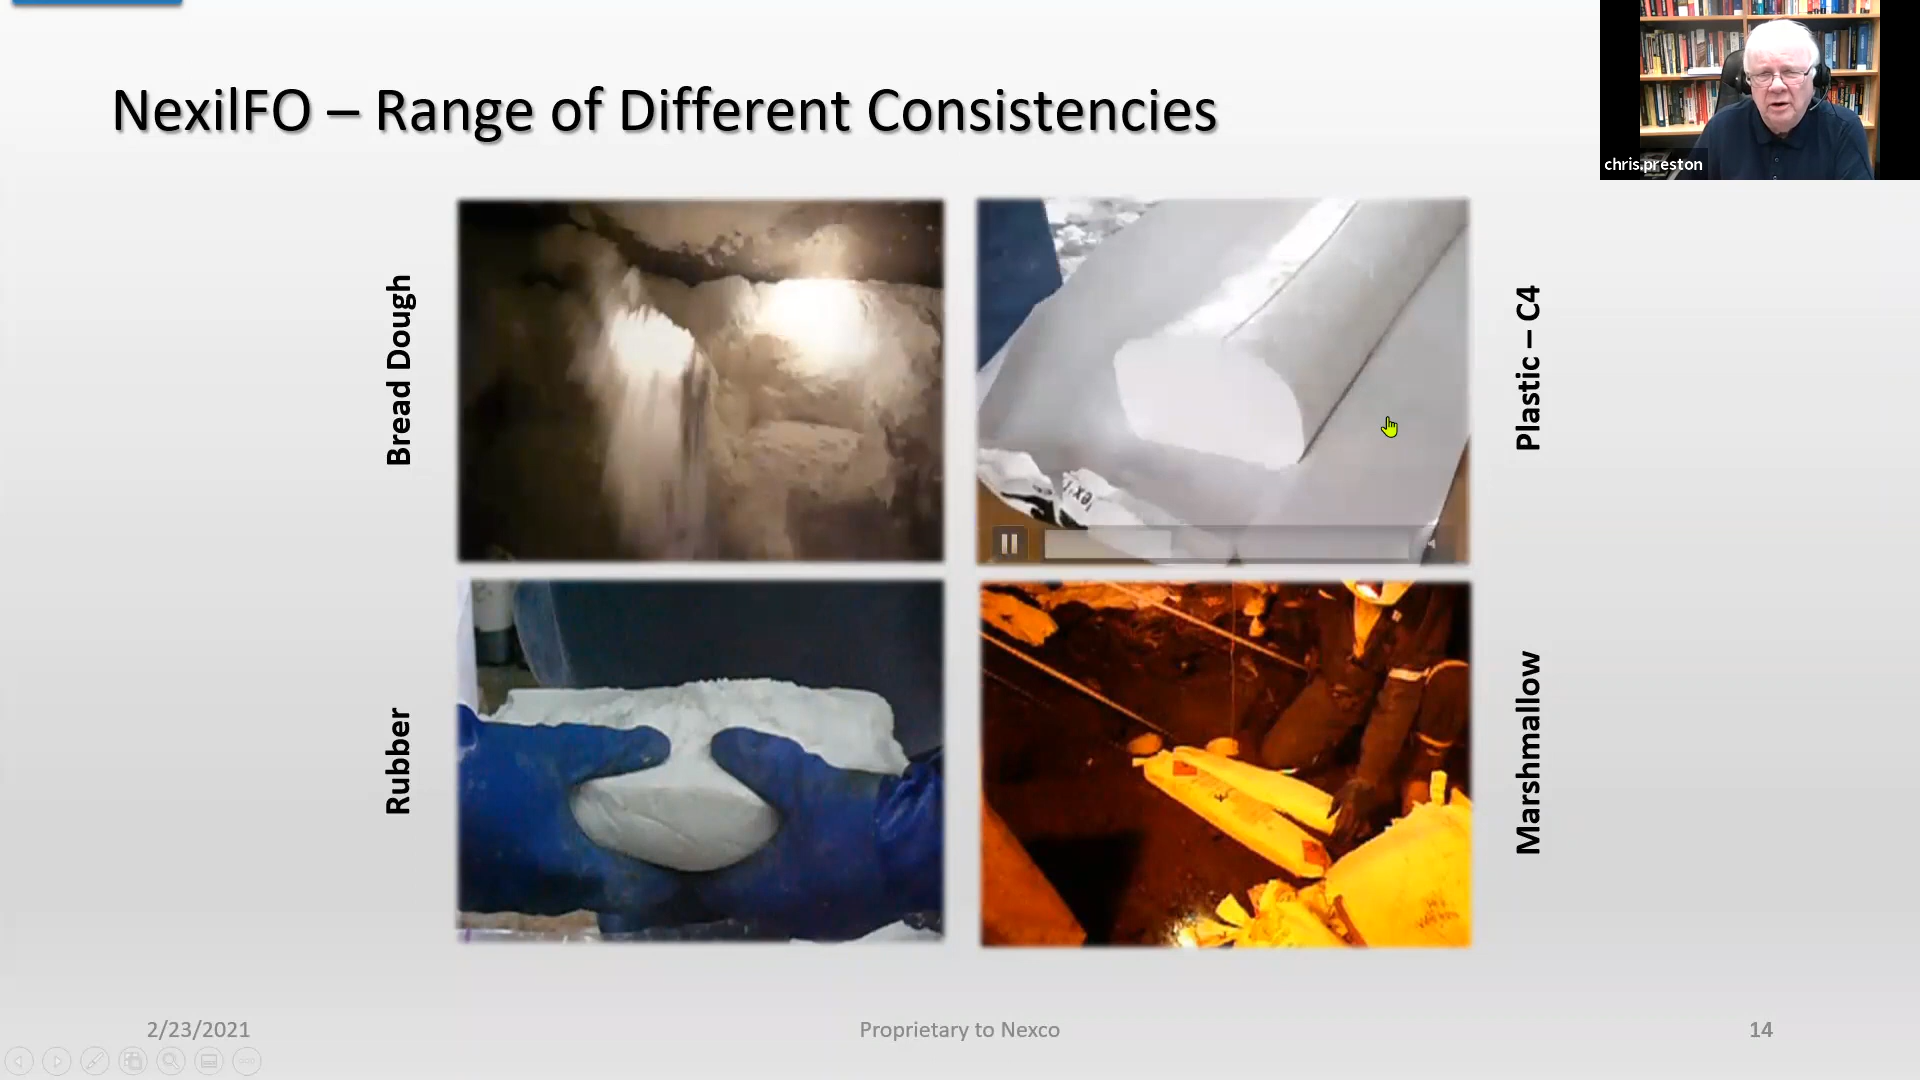 NexilFO – Range of Different Consistencies
chris.preston
Bread Dough
Plastic – C4
Rubber
Marshmallow
2/23/2021
Proprietary to Nexco
14